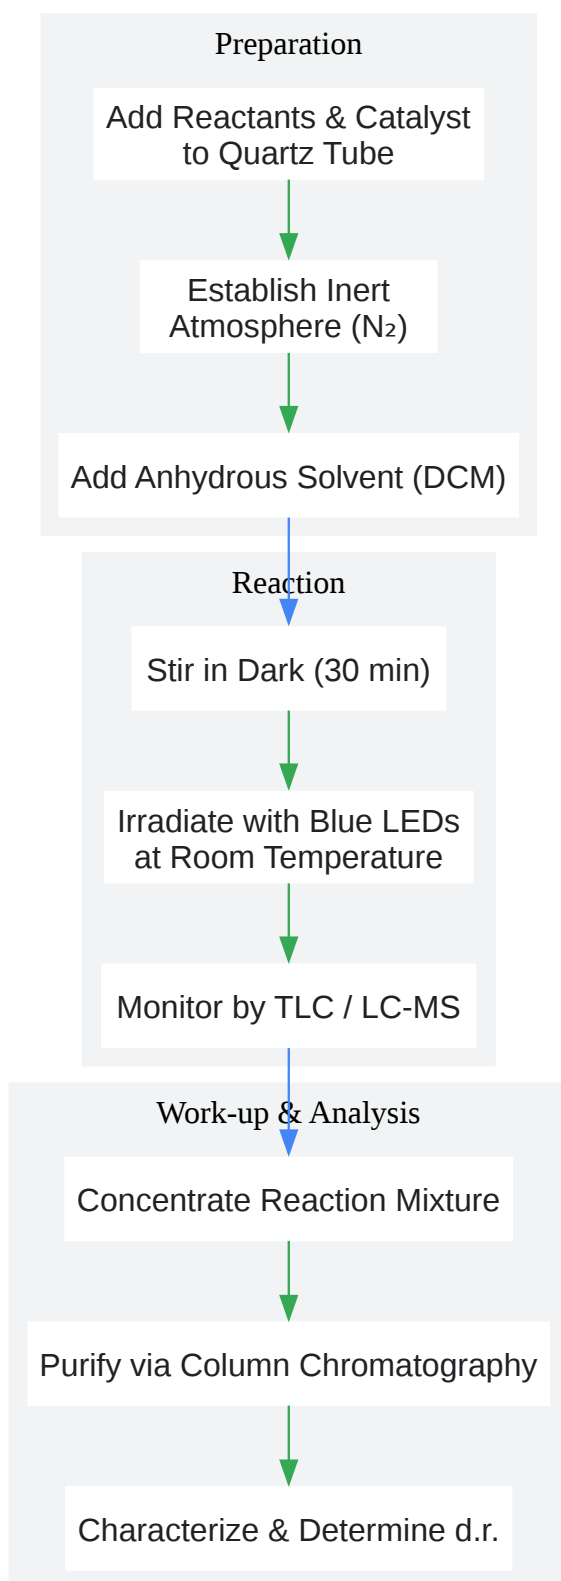 Preparation
Add Reactants & Catalyst
to Quartz Tube
Establish Inert
Atmosphere (N₂)
Add Anhydrous Solvent (DCM)
Reaction
Stir in Dark (30 min)
Irradiate with Blue LEDs
at Room Temperature
Monitor by TLC / LC-MS
Work-up & Analysis
Concentrate Reaction Mixture
Purify via Column Chromatography
Characterize & Determine d.r.